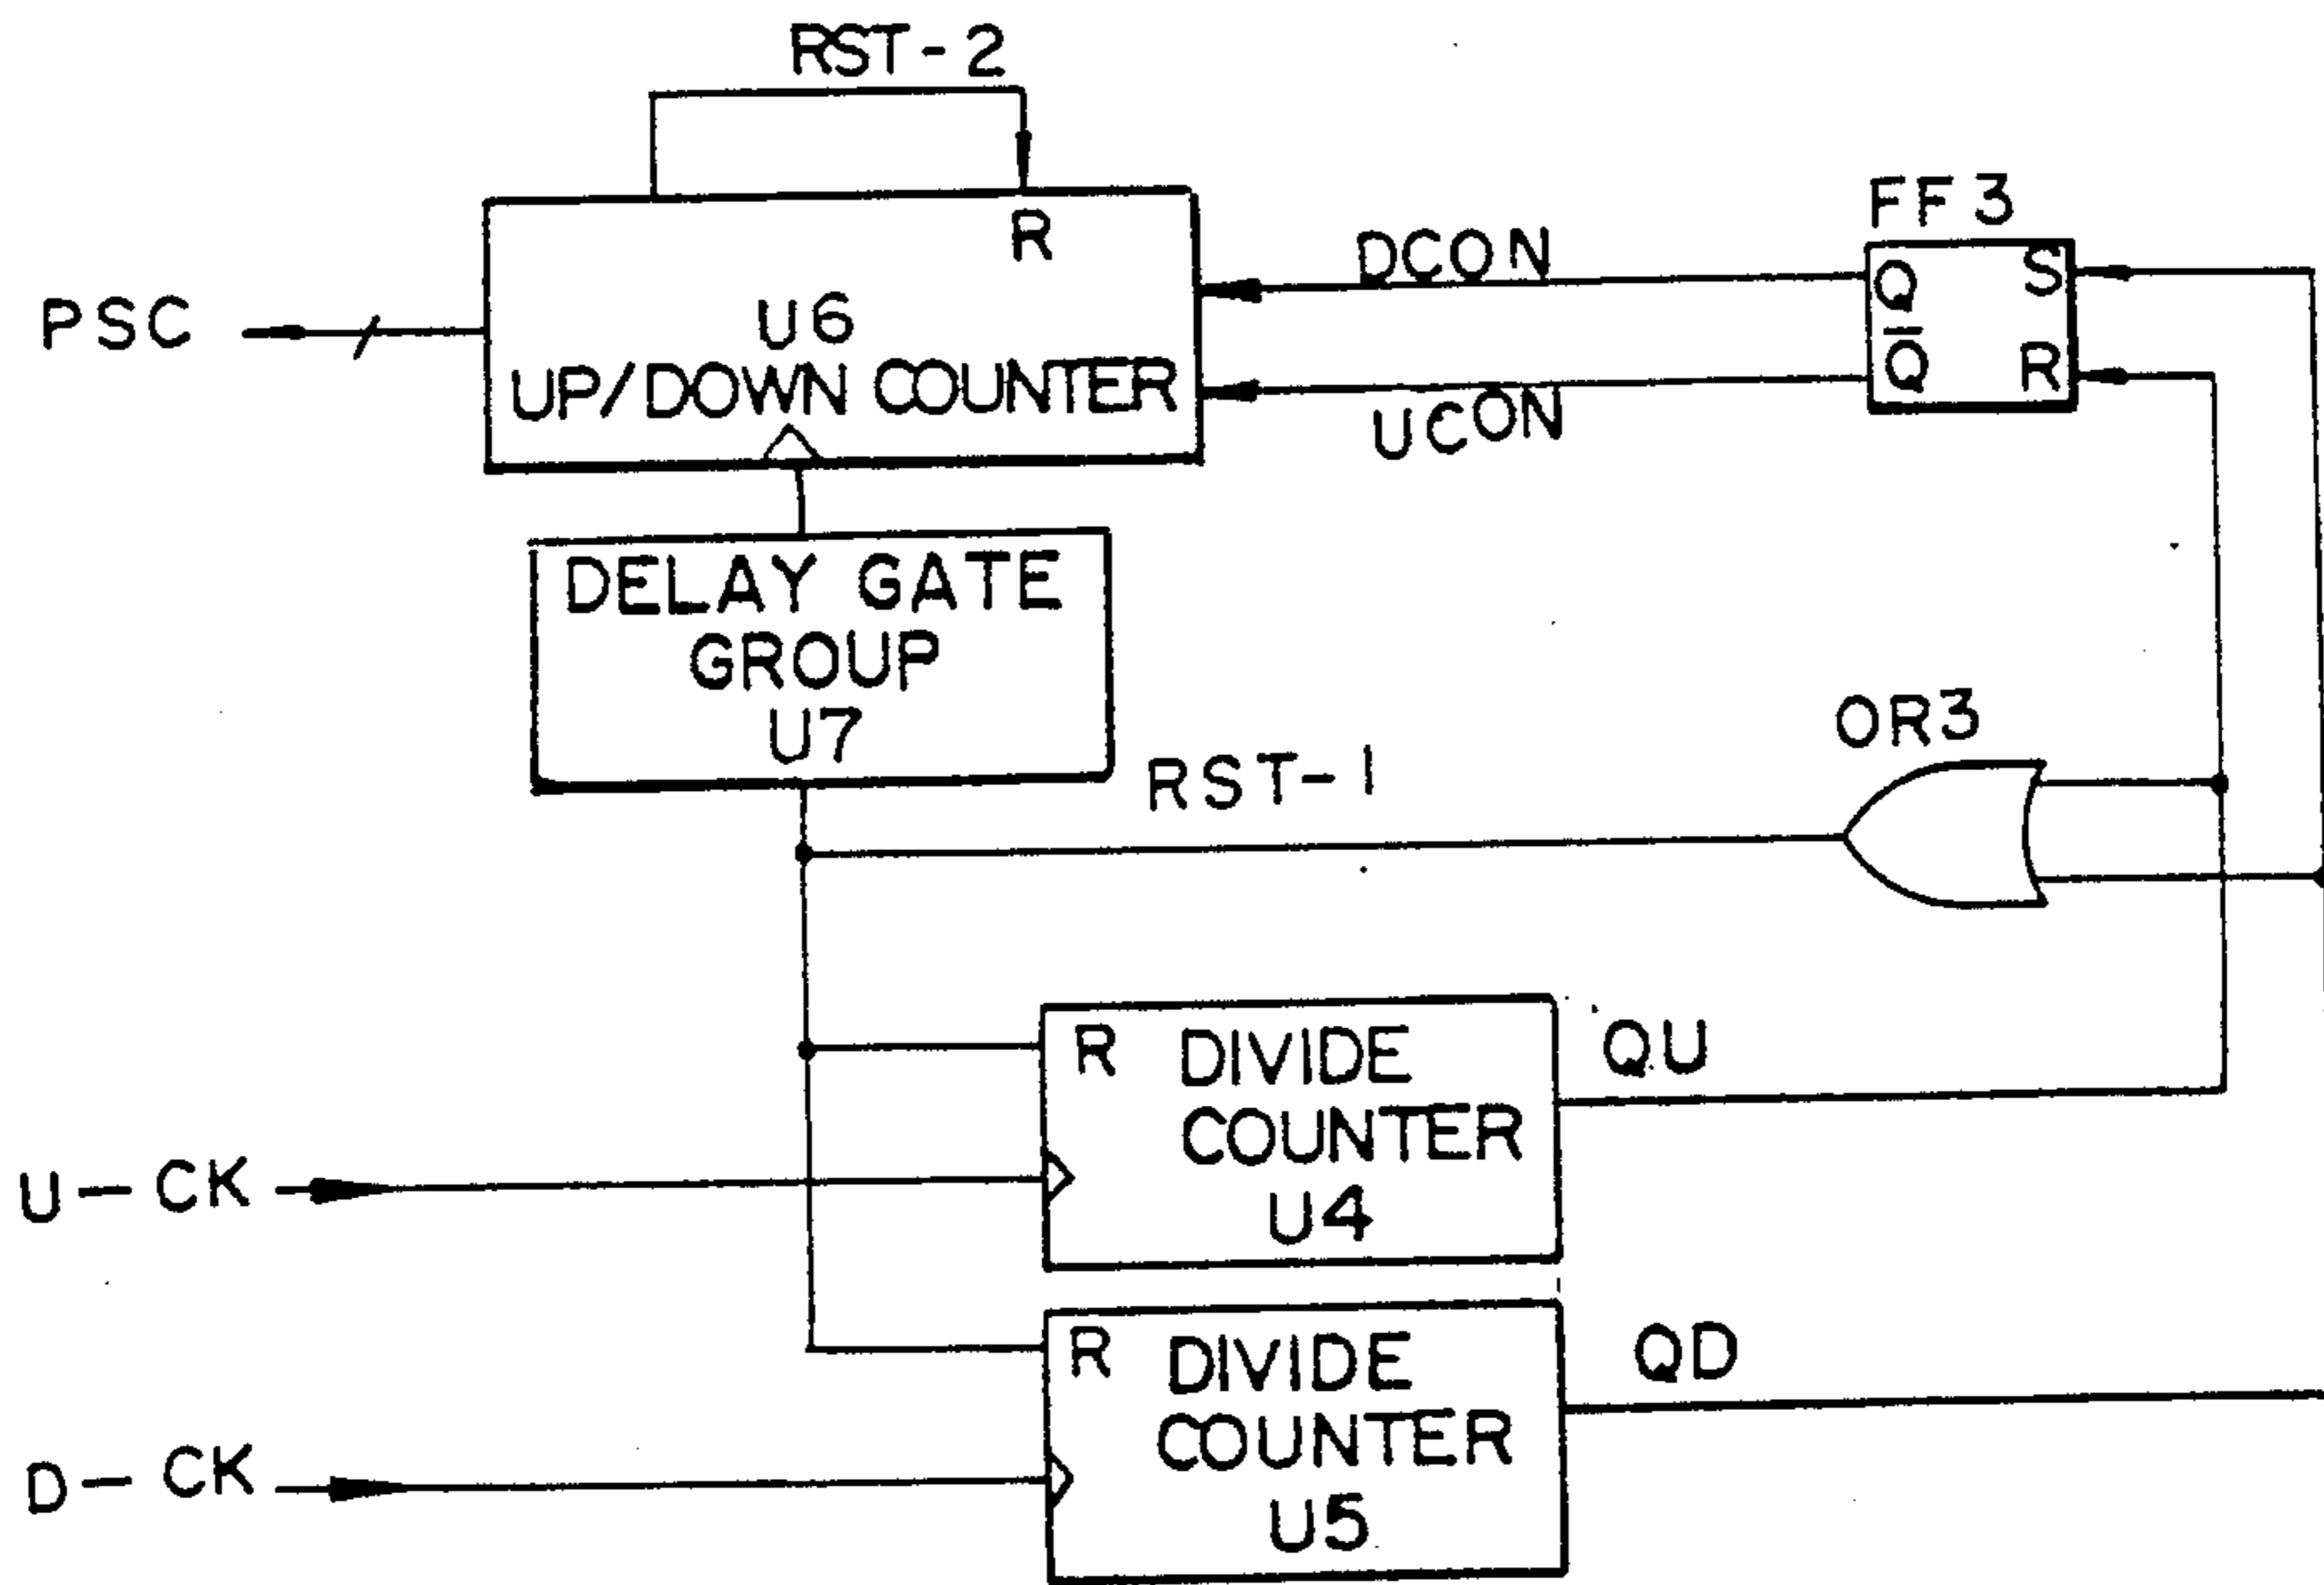 RST-2
R
U6
UP/DOWN COUNTER
PSC
DCON
UCON
FF3
Q
S
Q̅
R
DELAY GATE
GROUP
U7
RST-1
OR3
R
DIVIDE
COUNTER
U4
QU
U-CK
R
DIVIDE
COUNTER
U5
QD
D-CK